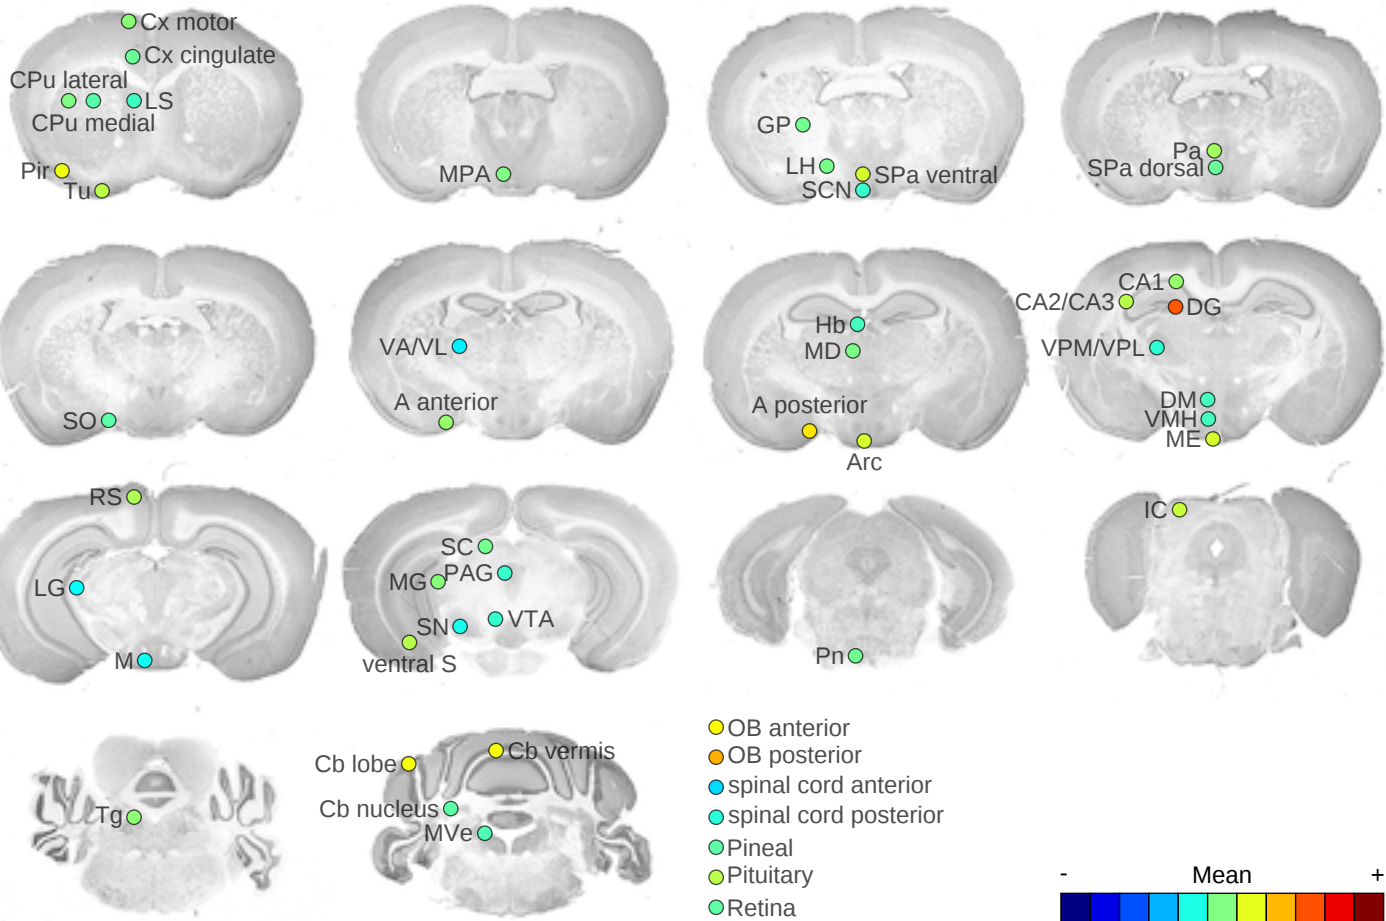 Cx motor
Cx cingulate
CPu lateral
LS
CPu medial
Pir
Tu
MPA
GP
LH
SPa ventral
SCN
Pa
SPa dorsal
SO
VA/VL
A anterior
Hb
MD
A posterior
Arc
CA1
CA2/CA3
DG
VPM/VPL
DM
VMH
ME
RS
LG
M
SC
PAG
MG
VTA
SN
ventral S
Pn
IC
Tg
Cb vermis
Cb lobe
Cb nucleus
MVe
OB anterior
OB posterior
spinal cord anterior
spinal cord posterior
Pineal
Pituitary
Retina
- Mean +